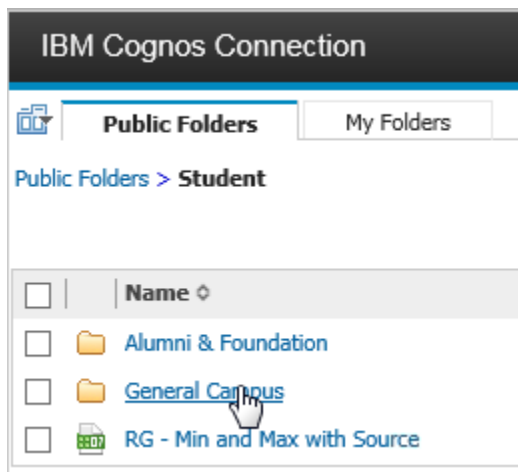 IBM Cognos Connection
Public Folders My Folders
Public Folders > Student
Name
Alumni & Foundation
General Campus
RG - Min and Max with Source